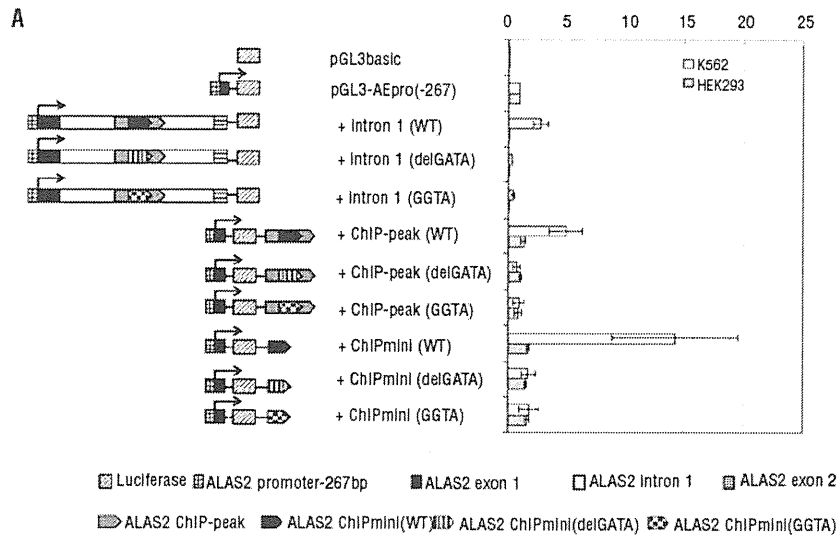 A
0 5 10 15 20 25
K562
HEK293
pGL3basic
pGL3-AEpro(-267)
+ Intron 1 (WT)
+ Intron 1 (delGATA)
+ Intron 1 (GGTA)
+ ChIP-peak (WT)
+ ChIP-peak (delGATA)
+ ChIP-peak (GGTA)
+ ChIPmini (WT)
+ ChIPmini (delGATA)
+ ChIPmini (GGTA)
Luciferase ALAS2 promoter-267bp ALAS2 exon 1 ALAS2 intron 1 ALAS2 exon 2
ALAS2 ChIP-peak ALAS2 ChIPmini(WT) ALAS2 ChIPmini(delGATA) ALAS2 ChIPmini(GGTA)